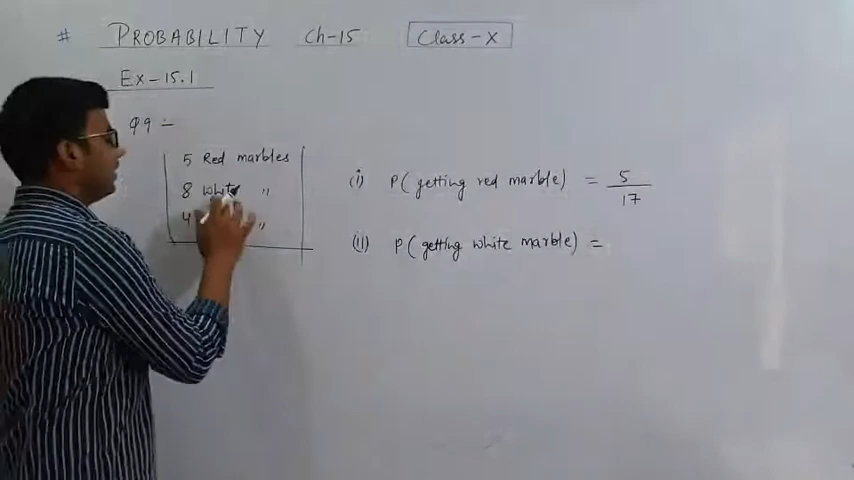 # PROBABILITY Ch-15 Class-X
Ex-15.1
Q9 -
5 Red marbles
8 White "
4 "
(i) P(getting red marble) = 5/17
(ii) P(getting white marble) =